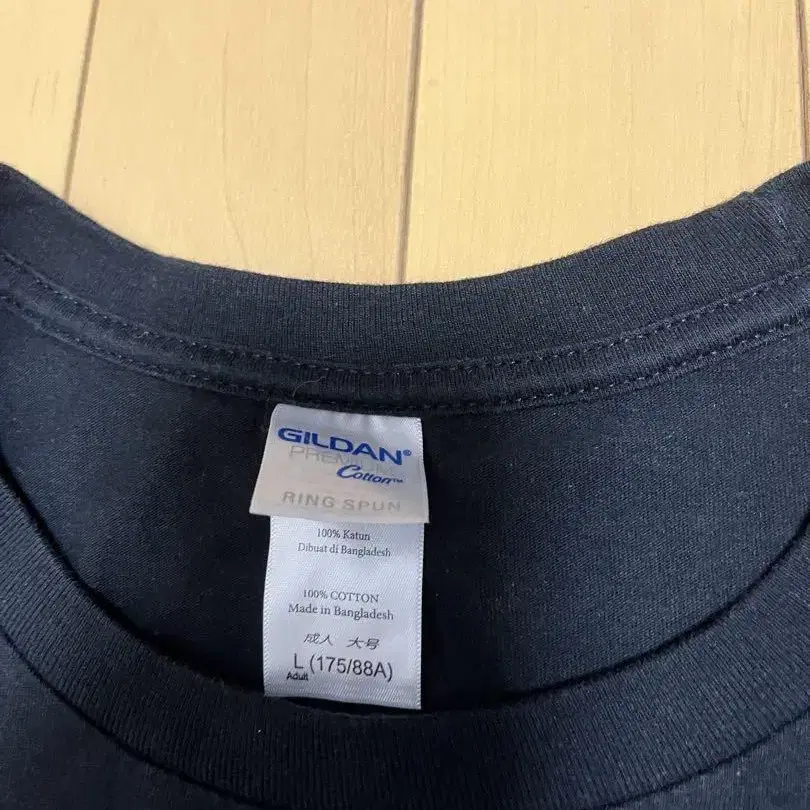 GILDAN®
PREMIUM
Cotton™
RING SPUN
100% Katun
Dibuat di Bangladesh
100% COTTON
Made in Bangladesh
成人 大号
L (175/88A)
Adult